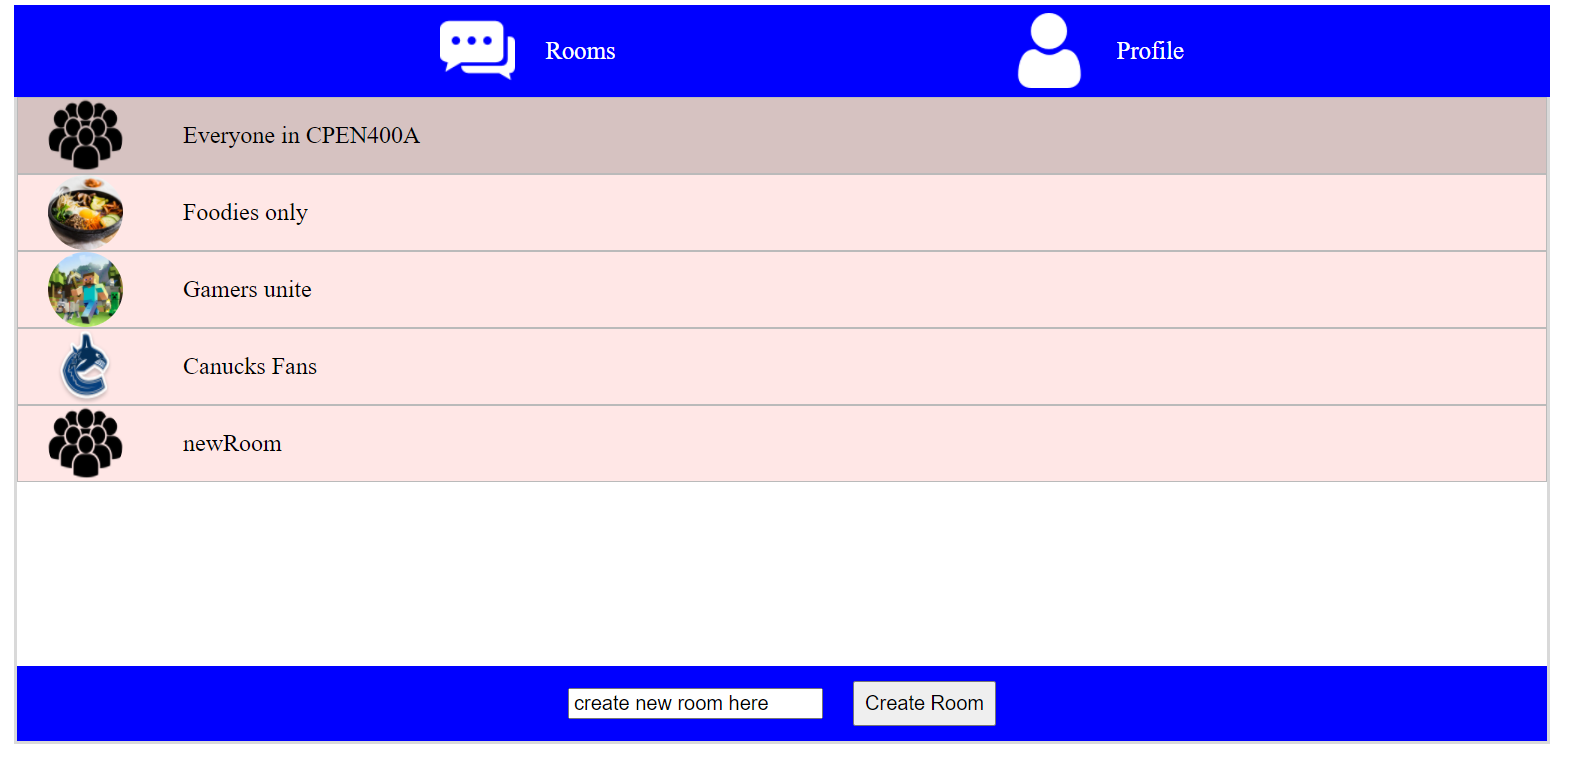 Rooms
Profile
Everyone in CPEN400A
Foodies only
Gamers unite
Canucks Fans
newRoom
create new room here
Create Room